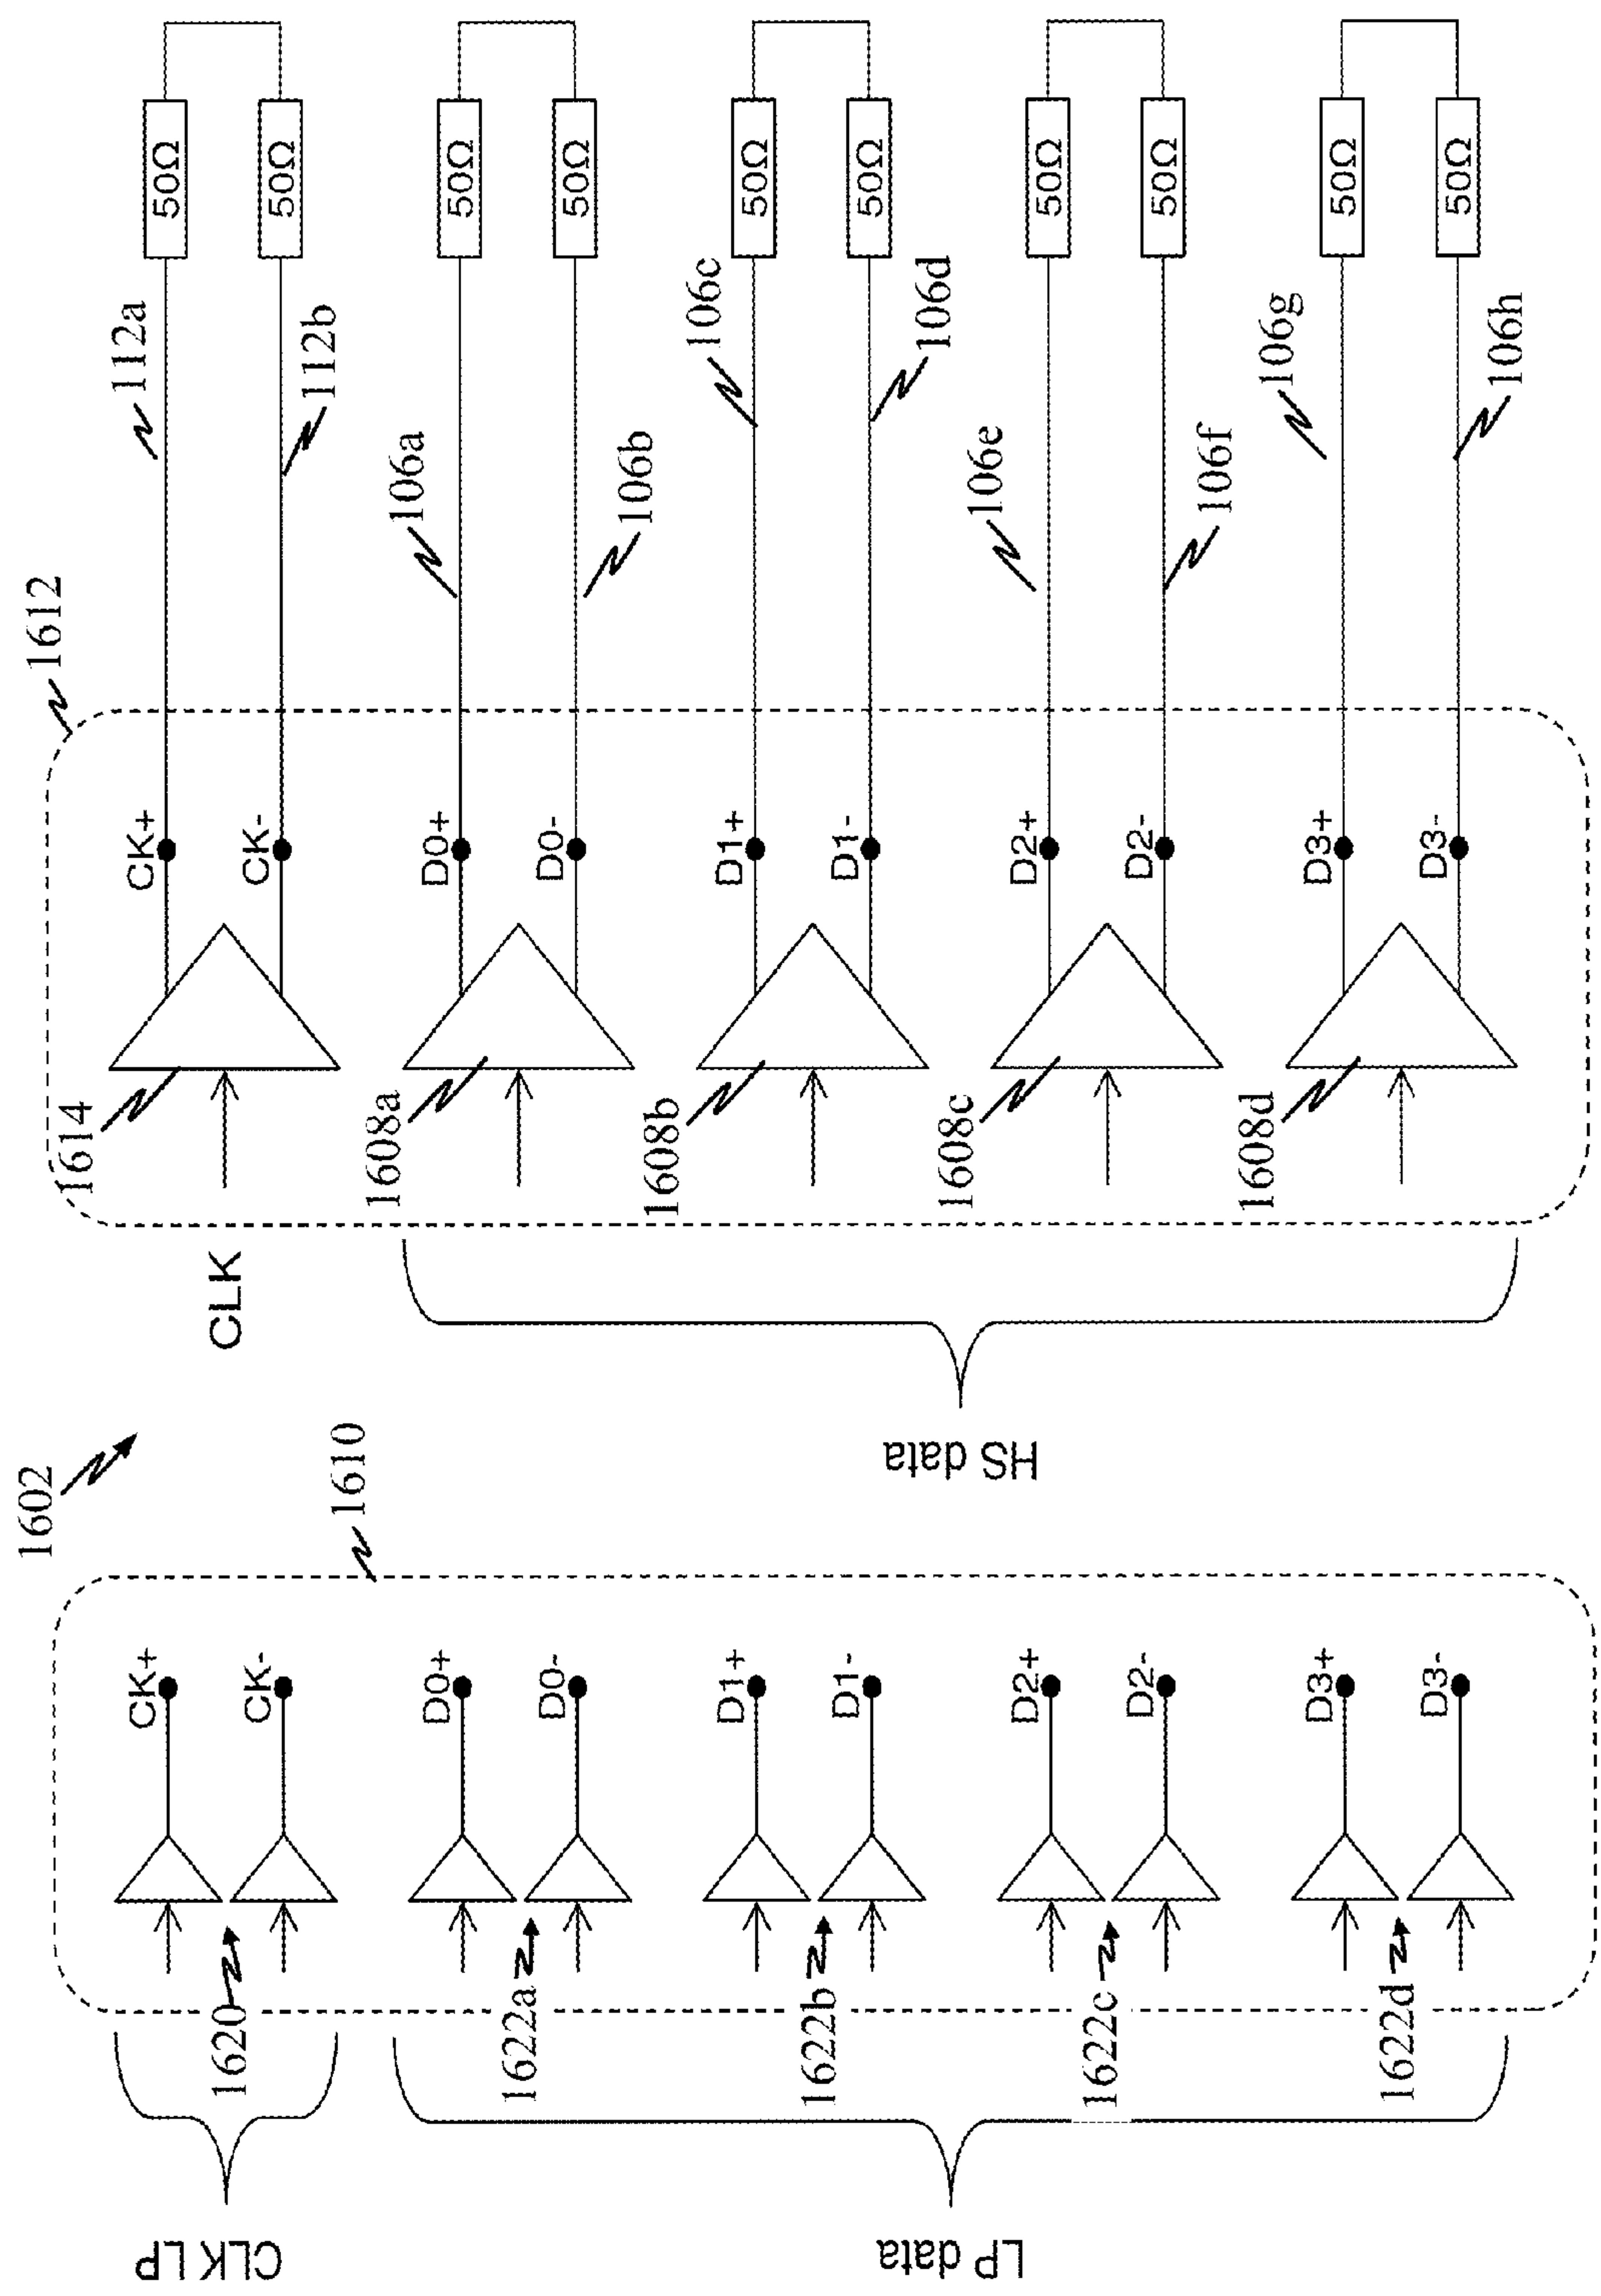 1602
1612
1614
CLK
CK+
CK-
112a
112b
50Ω
50Ω
1608a
D0+
D0-
106a
106b
50Ω
50Ω
1608b
D1+
D1-
106c
106d
50Ω
50Ω
1608c
D2+
D2-
106e
106f
50Ω
50Ω
1608d
D3+
D3-
106g
106h
50Ω
50Ω
HS data
1610
CLK LP
1620
CK+
CK-
LP data
1622a
D0+
D0-
1622b
D1+
D1-
1622c
D2+
D2-
1622d
D3+
D3-